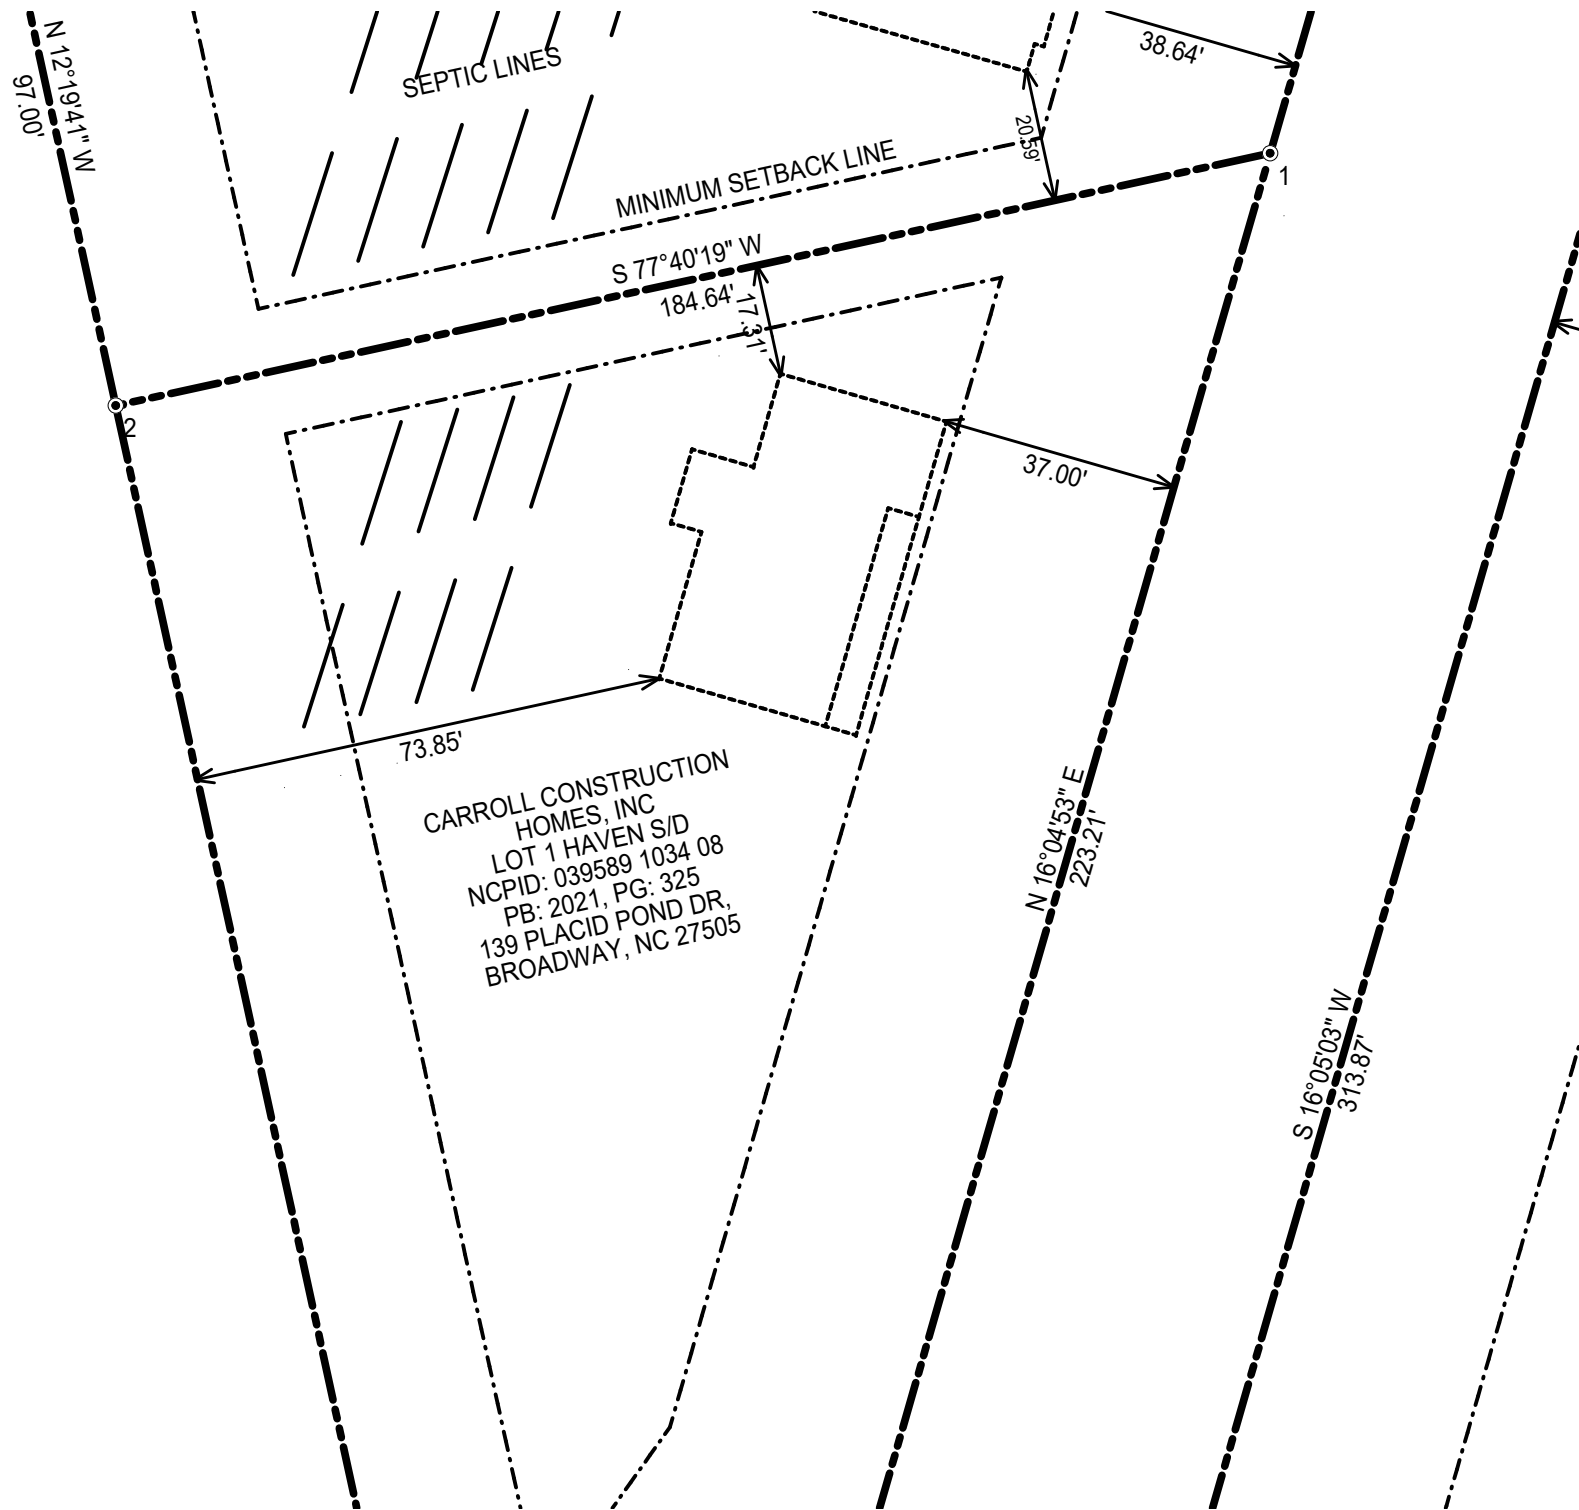 N 12°19'41" W
97.00'
SEPTIC LINES
38.64'
20.59'
1
MINIMUM SETBACK LINE
S 77°40'19" W
184.64'
17.31'
2
37.00'
73.85'
CARROLL CONSTRUCTION
HOMES, INC
LOT 1 HAVEN S/D
NCPID: 039589 1034 08
PB: 2021, PG: 325
139 PLACID POND DR,
BROADWAY, NC 27505
N 16°04'53" E
223.21'
S 16°05'03" W
313.87'